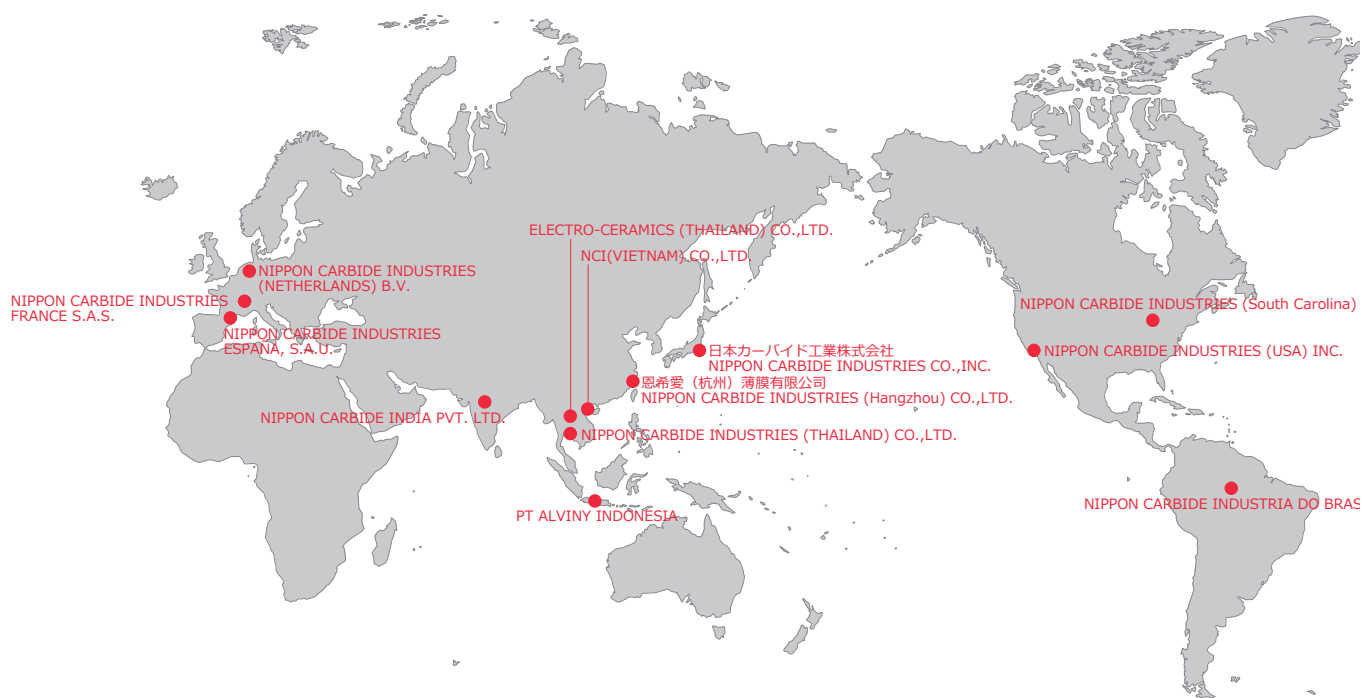 ELECTRO-CERAMICS (THAILAND) CO.,LTD.
NCI(VIETNAM) CO.,LTD.
NIPPON CARBIDE INDUSTRIES
(NETHERLANDS) B.V.
NIPPON CARBIDE INDUSTRIES
FRANCE S.A.S.
NIPPON CARBIDE INDUSTRIES
ESPAÑA, S.A.U.
NIPPON CARBIDE INDUSTRIES (South Carolina)
日本カーバイド工業株式会社
NIPPON CARBIDE INDUSTRIES CO.,INC.
NIPPON CARBIDE INDUSTRIES (USA) INC.
恩希愛（杭州）薄膜有限公司
NIPPON CARBIDE INDUSTRIES (Hangzhou) CO.,LTD.
NIPPON CARBIDE INDIA PVT. LTD.
NIPPON CARBIDE INDUSTRIES (THAILAND) CO.,LTD.
PT ALVINY INDONESIA
NIPPON CARBIDE INDUSTRIA DO BRAS